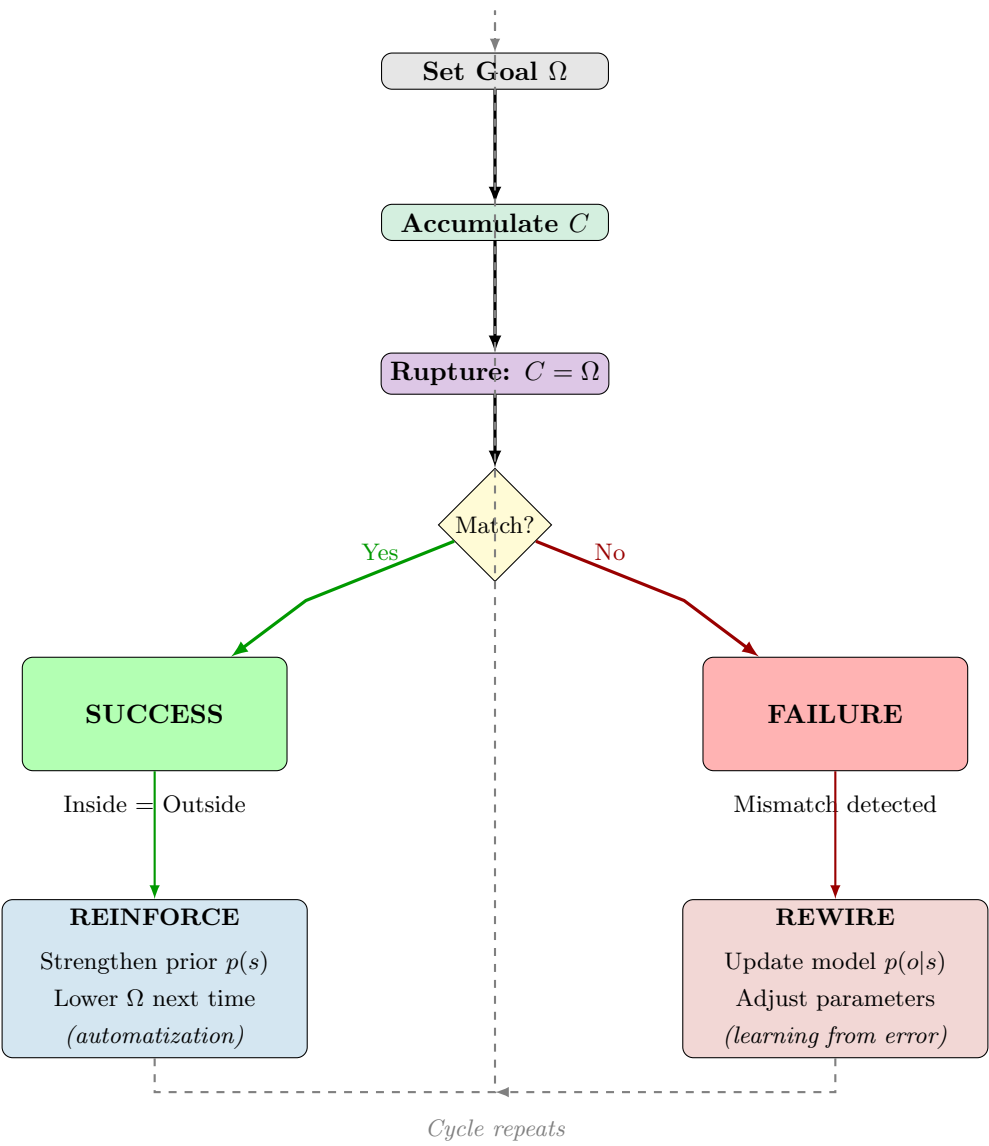 Set Goal Ω
Accumulate C
Rupture: C = Ω
Match?
Yes
No
SUCCESS
FAILURE
Inside = Outside
Mismatch detected
REINFORCE
Strengthen prior p(s)
Lower Ω next time
(automatization)
REWIRE
Update model p(o|s)
Adjust parameters
(learning from error)
Cycle repeats